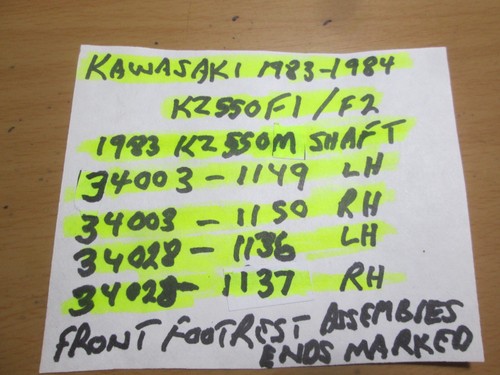 KAWASAKI 1983-1984
KZ550F1/F2
1983 KZ550M SHAFT
34003-1149 LH
34003-1150 RH
34028-1136 LH
34028-1137 RH
FRONT FOOTREST ASSEMBLIES
ENDS MARKED